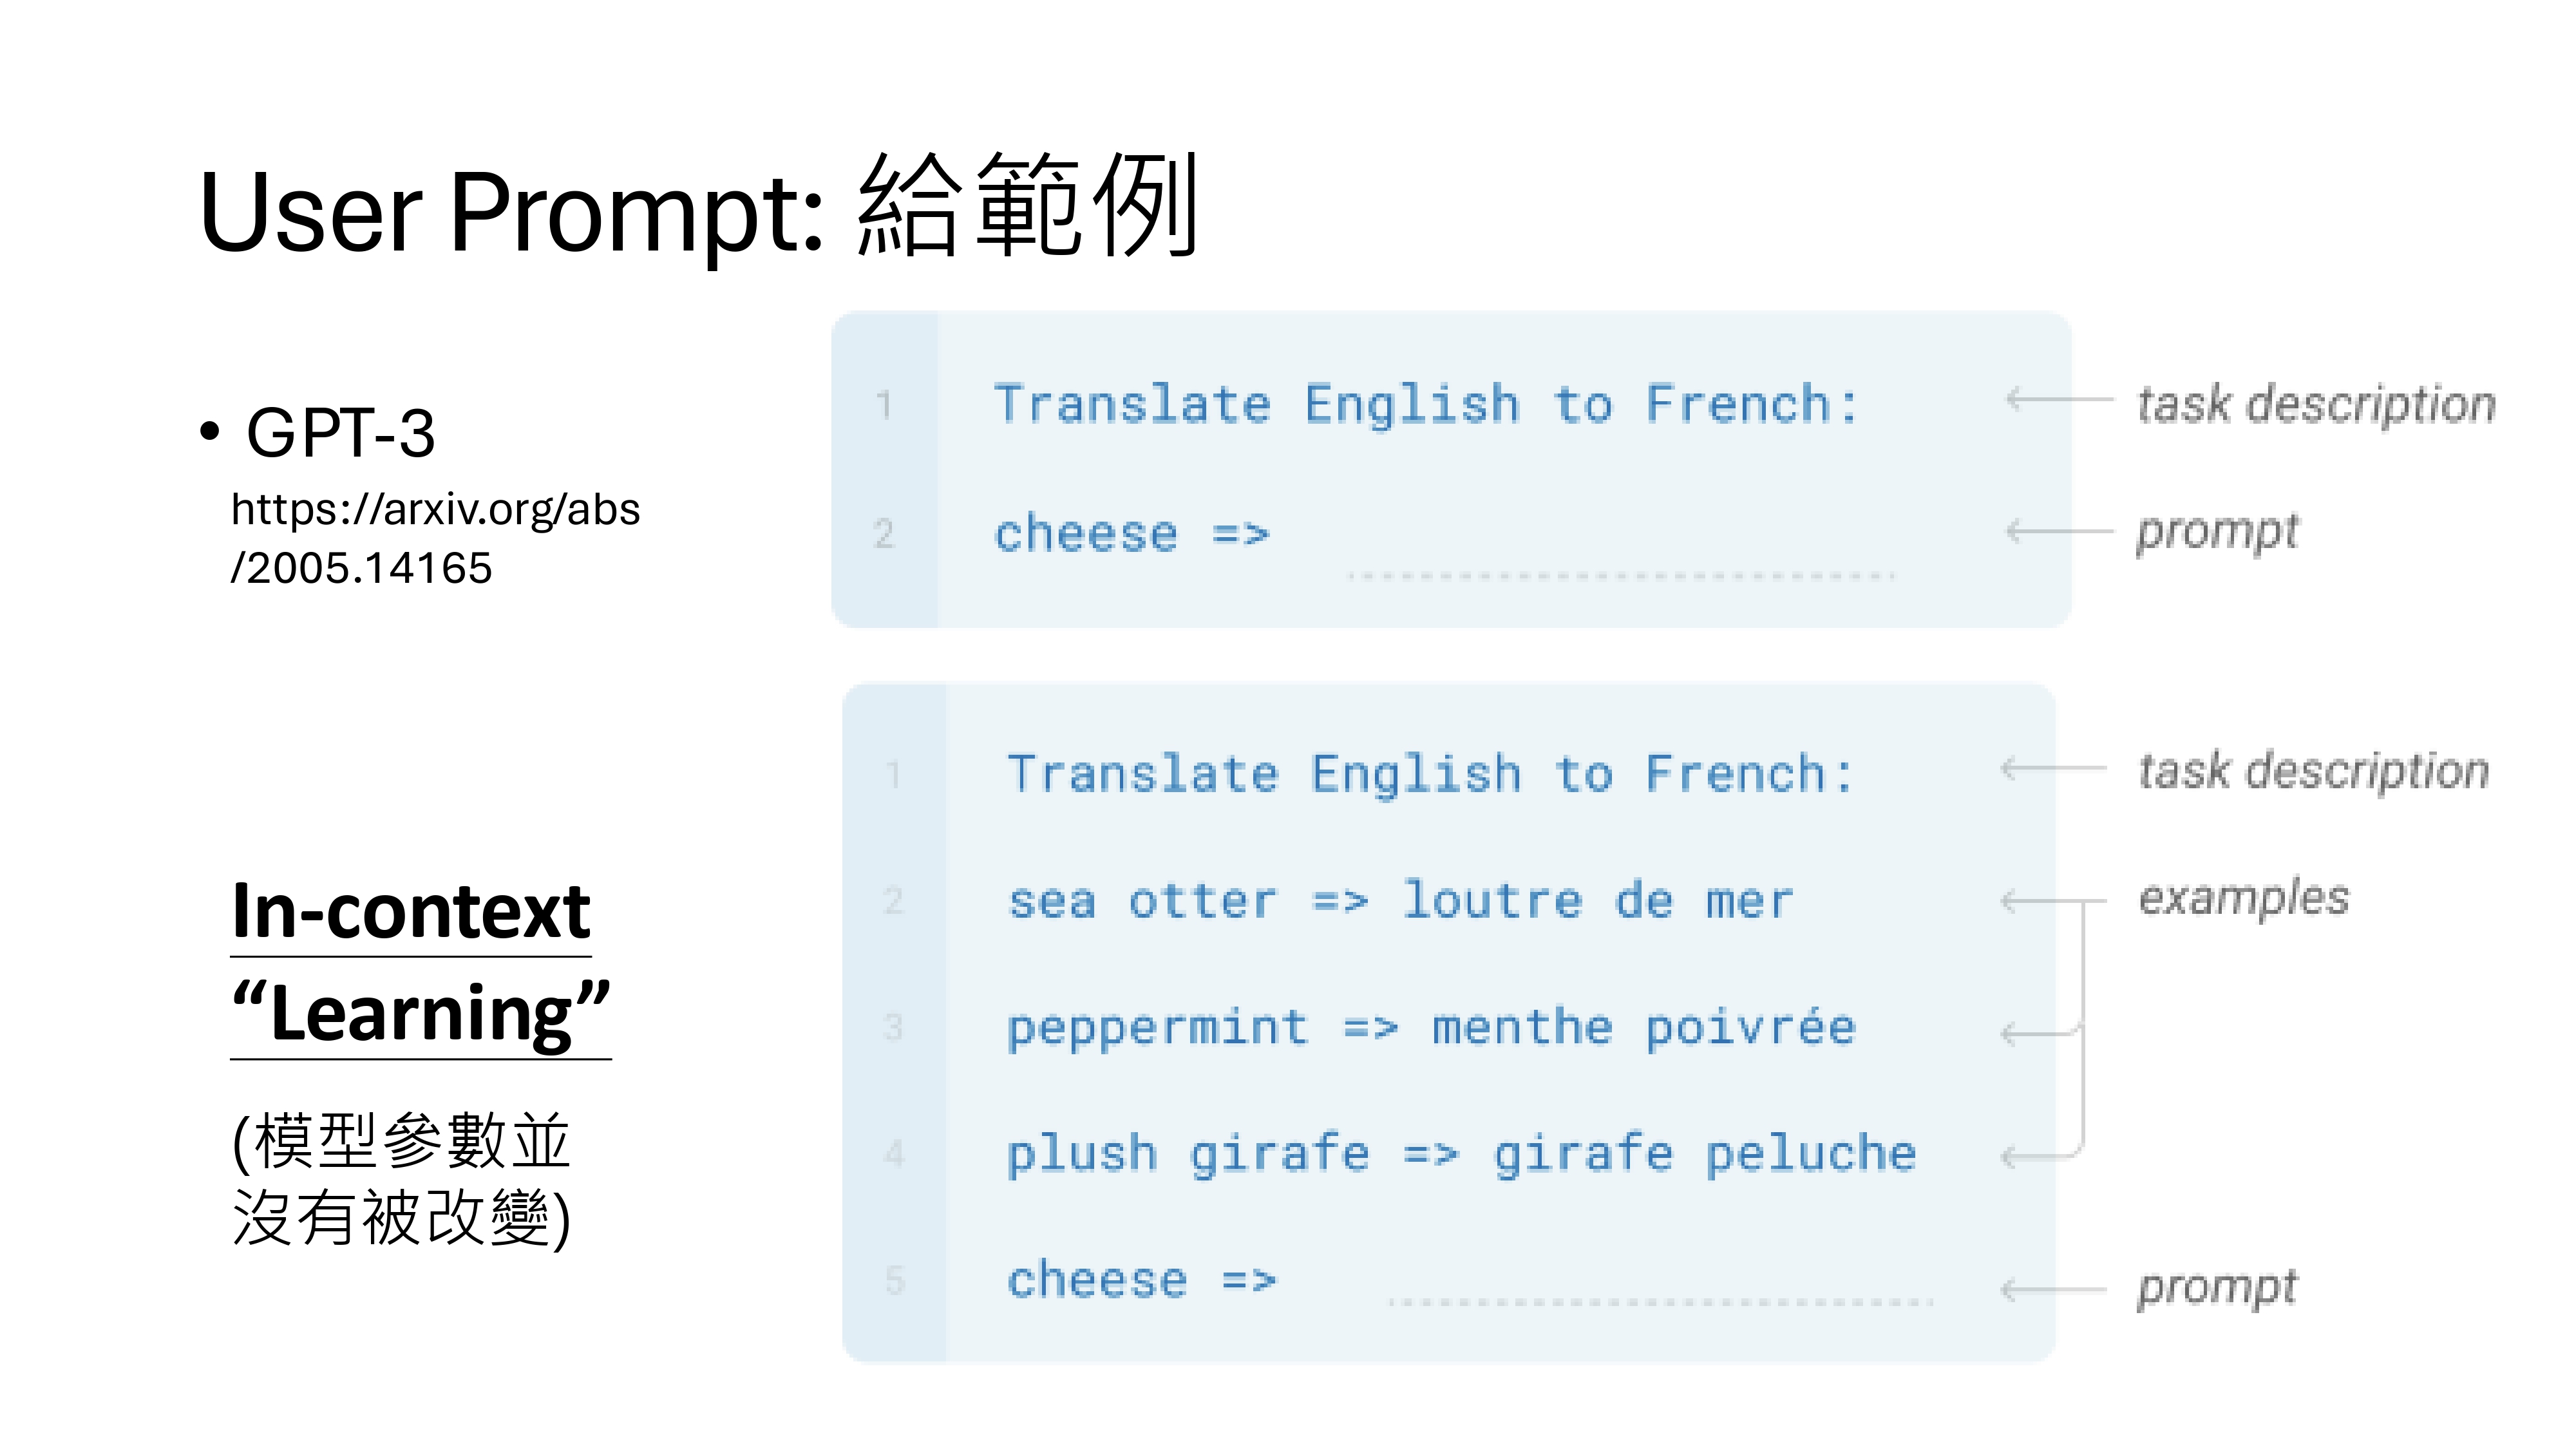 User Prompt: 給範例
• GPT-3
https://arxiv.org/abs
/2005.14165
1 Translate English to French: task description
2 cheese => prompt
In-context
“Learning”
(模型參數並
沒有被改變)
1 Translate English to French: task description
2 sea otter => loutre de mer examples
3 peppermint => menthe poivrée
4 plush girafe => girafe peluche
5 cheese => prompt